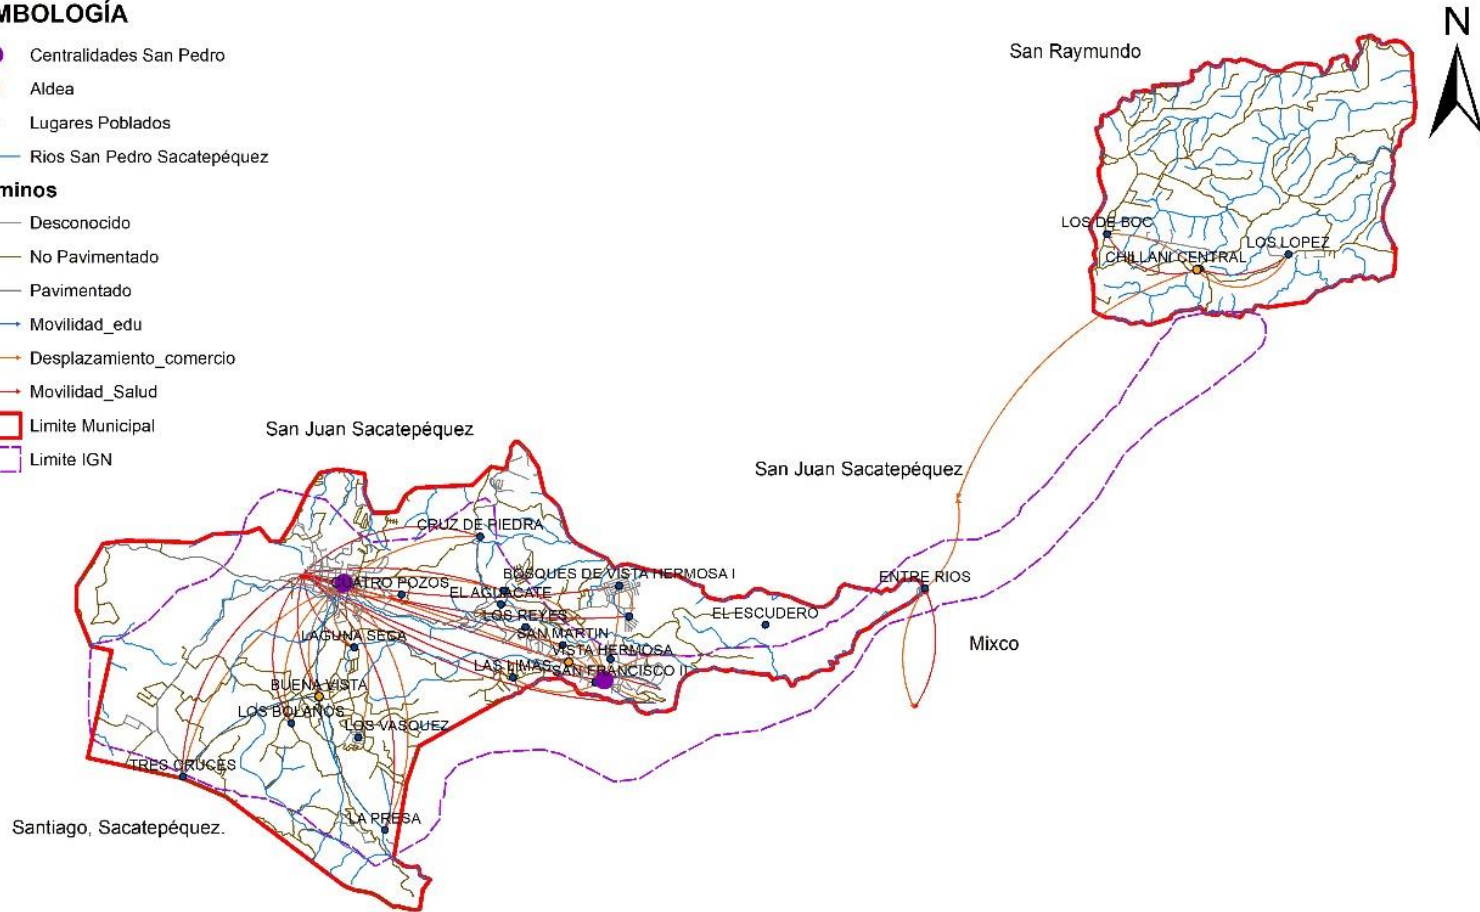 MBOLOGÍA
Centralidades San Pedro
Aldea
Lugares Poblados
Rios San Pedro Sacatepéquez
minos
Desconocido
No Pavimentado
Pavimentado
Movilidad_edu
Desplazamiento_comercio
Movilidad_Salud
Limite Municipal
Limite IGN
N
San Raymundo
LOS DE BOC
LOS LOPEZ
CHILLANI CENTRAL
San Juan Sacatepéquez
San Juan Sacatepéquez
CRUZ DE PIEDRA
BOSQUES DE VISTA HERMOSA I
ENTRE RIOS
CUATRO POZOS
EL AGUACATE
LOS REYES
EL ESCUDERO
SAN MARTIN
LAGUNA SECA
VISTA HERMOSA
Mixco
LAS LIMAS
SAN FRANCISCO II
BUENA VISTA
LOS BOLAÑOS
LOS VASQUEZ
TRES CRUCES
LA PRESA
Santiago, Sacatepéquez.